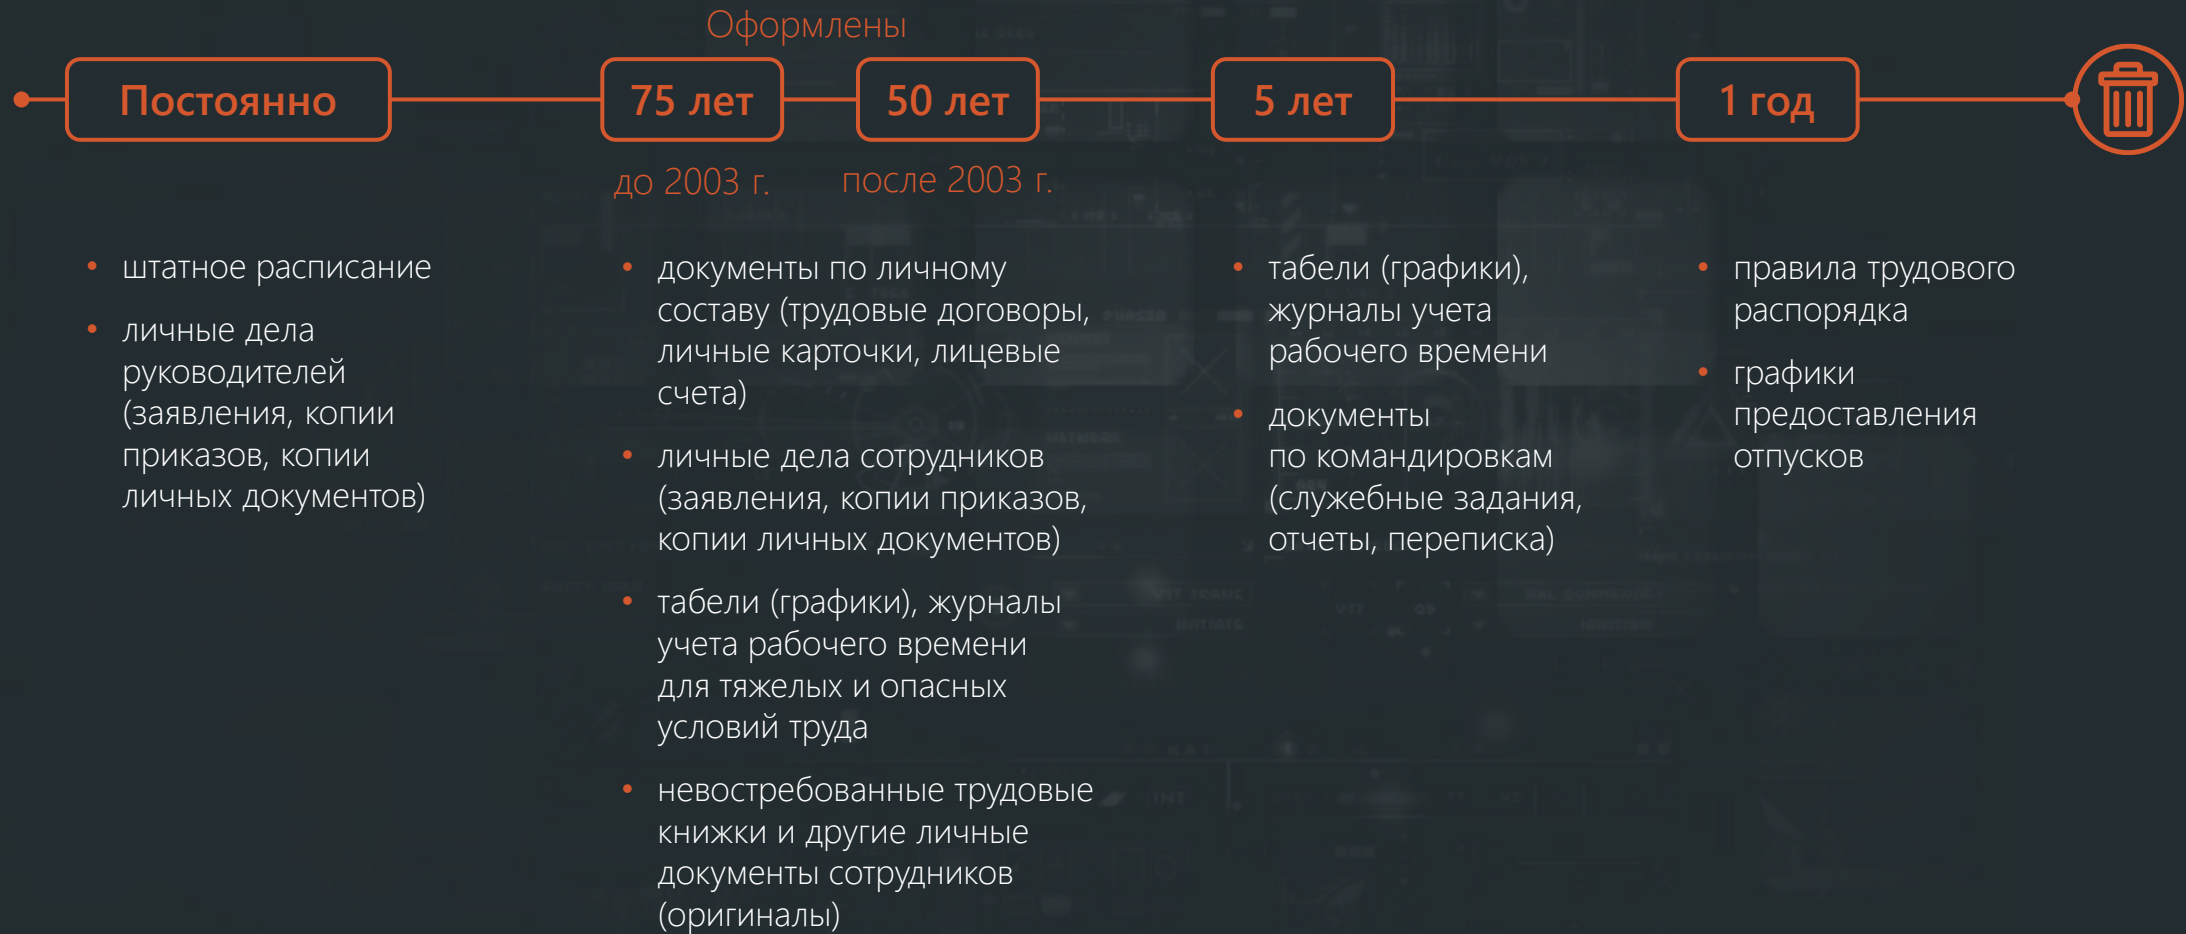 Оформлены
Постоянно
75 лет
50 лет
5 лет
1 год
до 2003 г.
после 2003 г.
• штатное расписание
• личные дела
руководителей
(заявления, копии
приказов, копии
личных документов)
• документы по личному
составу (трудовые договоры,
личные карточки, лицевые
счета)
• личные дела сотрудников
(заявления, копии приказов,
копии личных документов)
• табели (графики), журналы
учета рабочего времени
для тяжелых и опасных
условий труда
• невостребованные трудовые
книжки и другие личные
документы сотрудников
(оригиналы)
• табели (графики),
журналы учета
рабочего времени
• документы
по командировкам
(служебные задания,
отчеты, переписка)
• правила трудового
распорядка
• графики
предоставления
отпусков